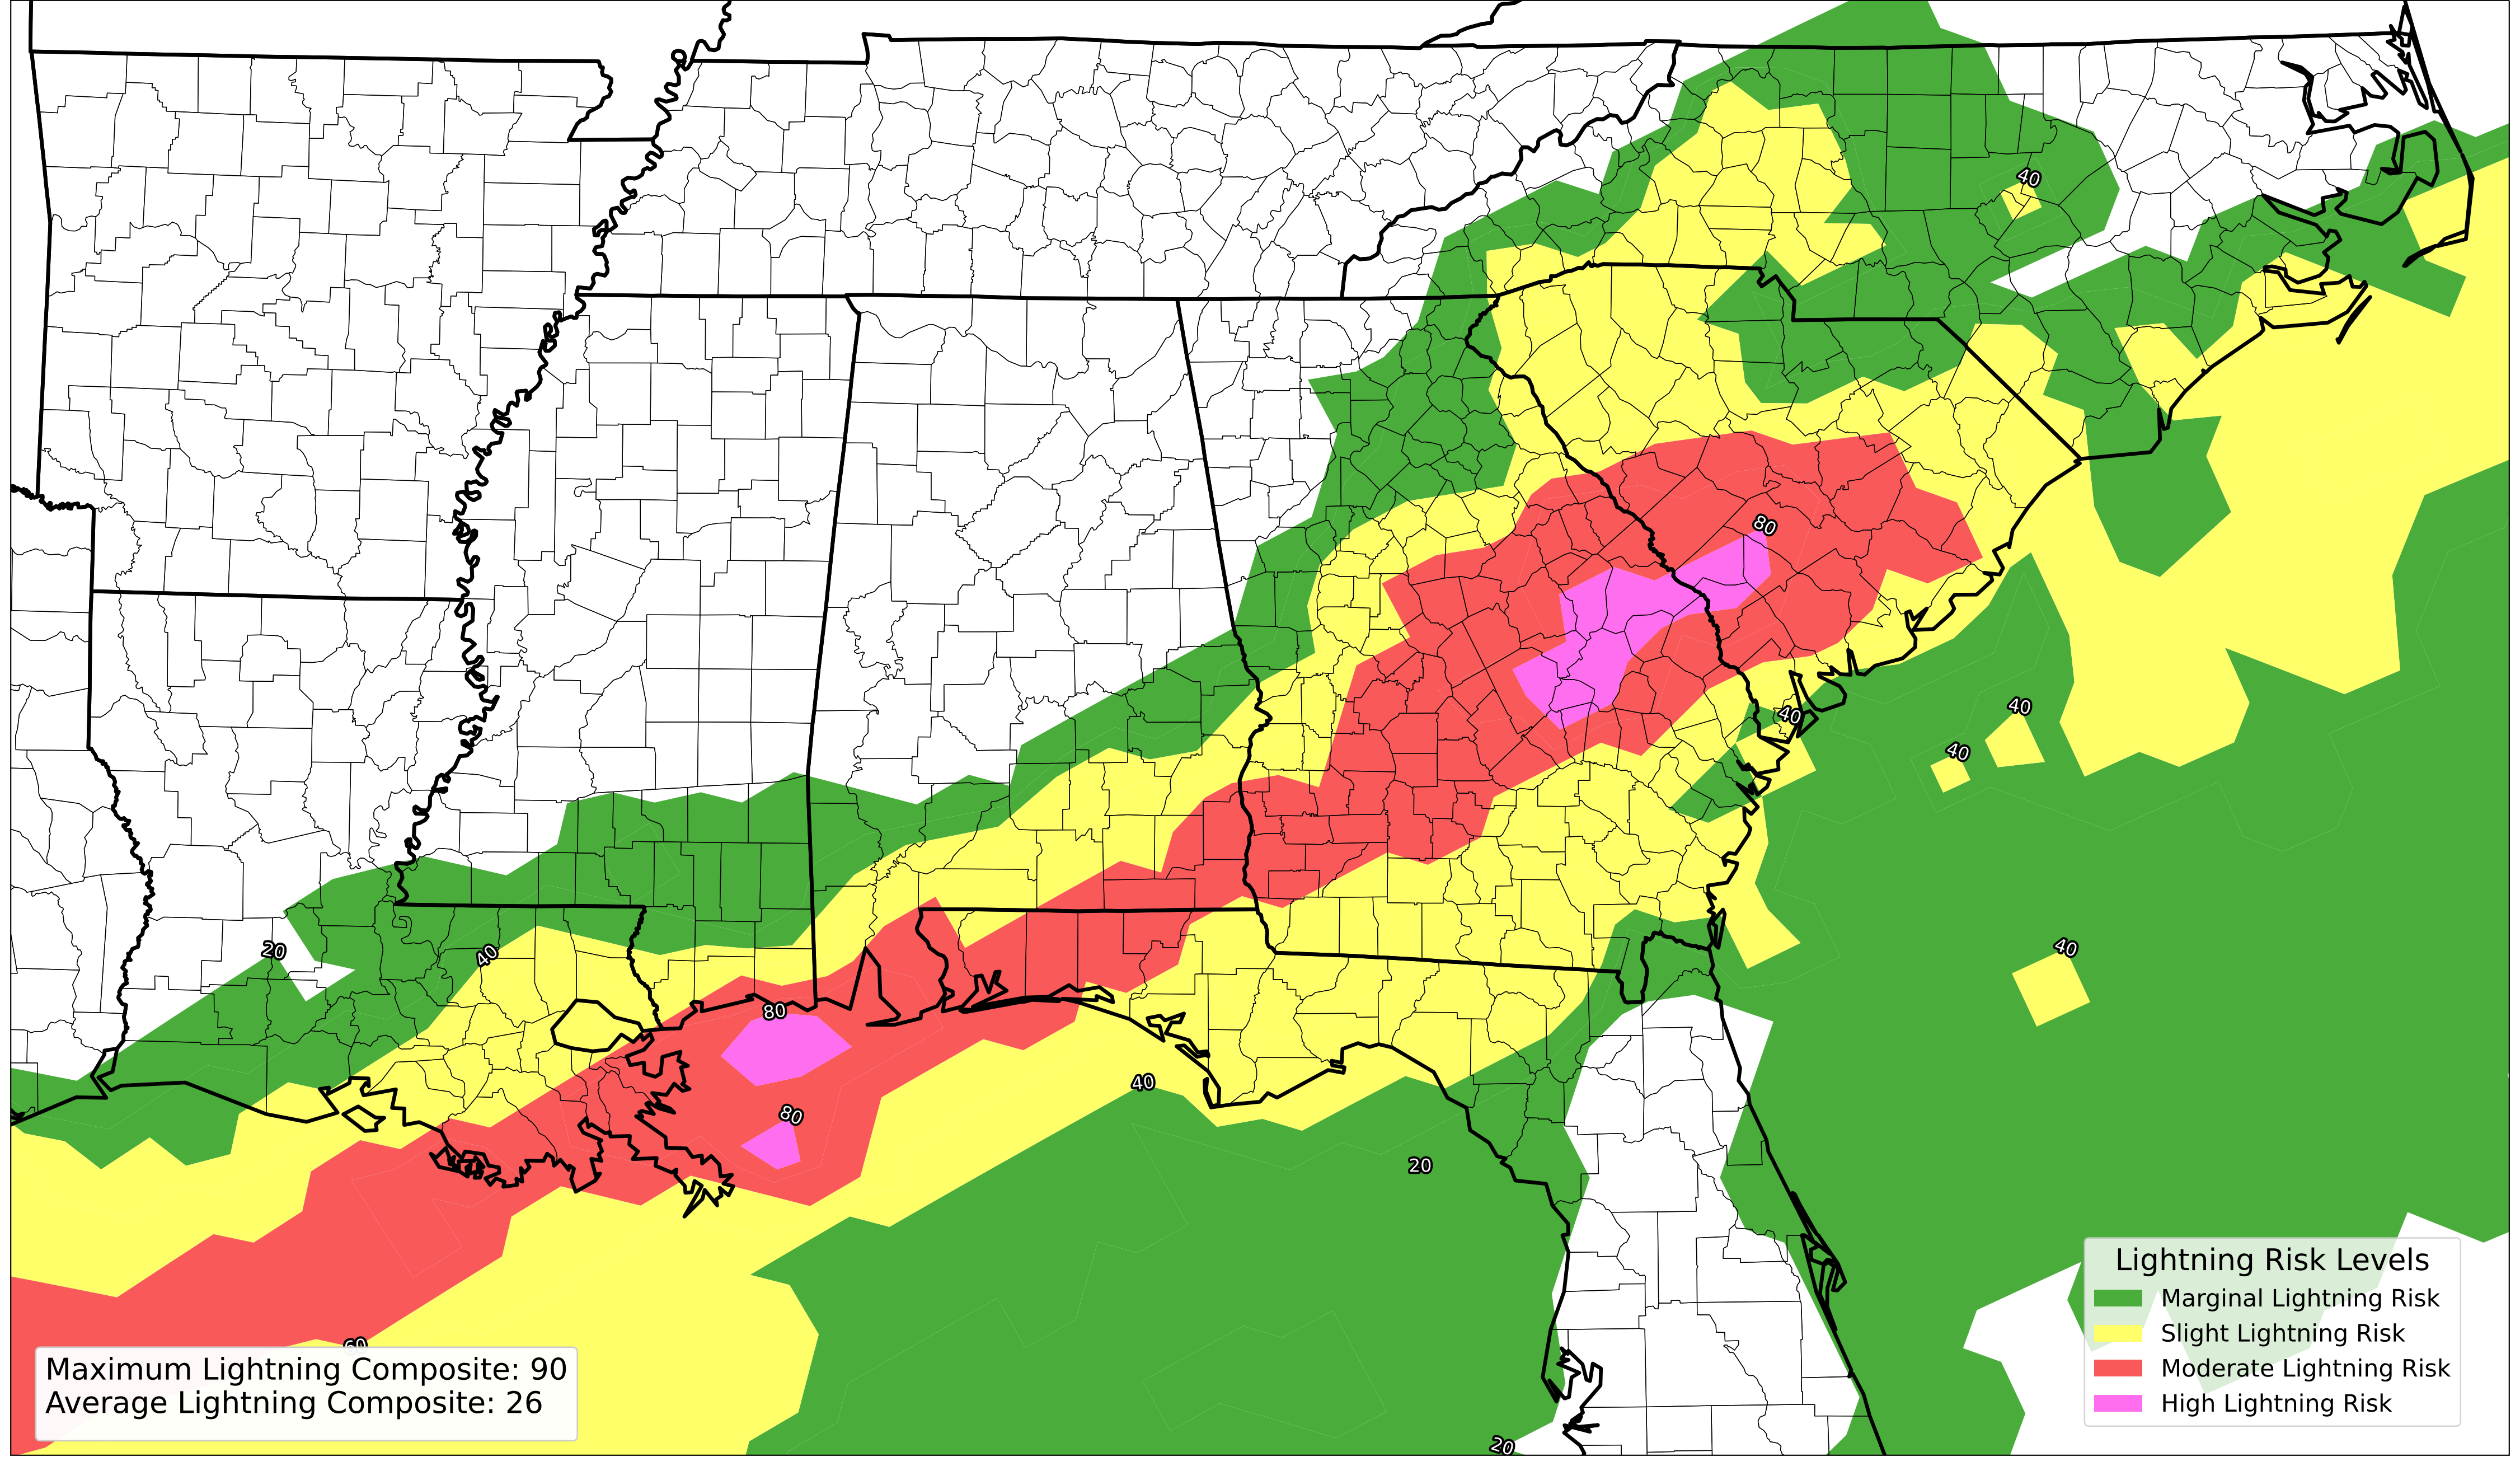 40
80
40
40
40
20
40
40
80
40
80
20
60
20
Maximum Lightning Composite: 90
Average Lightning Composite: 26
Lightning Risk Levels
Marginal Lightning Risk
Slight Lightning Risk
Moderate Lightning Risk
High Lightning Risk